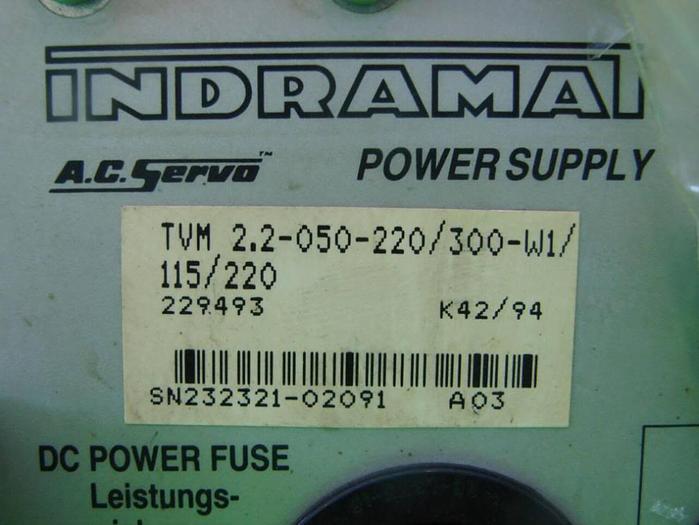 INDRAMAT
A.C. Servo™ POWER SUPPLY
TVM 2.2-050-220/300-W1/
115/220
229493 K42/94
SN232321-02091 A03
DC POWER FUSE
Leistungs-